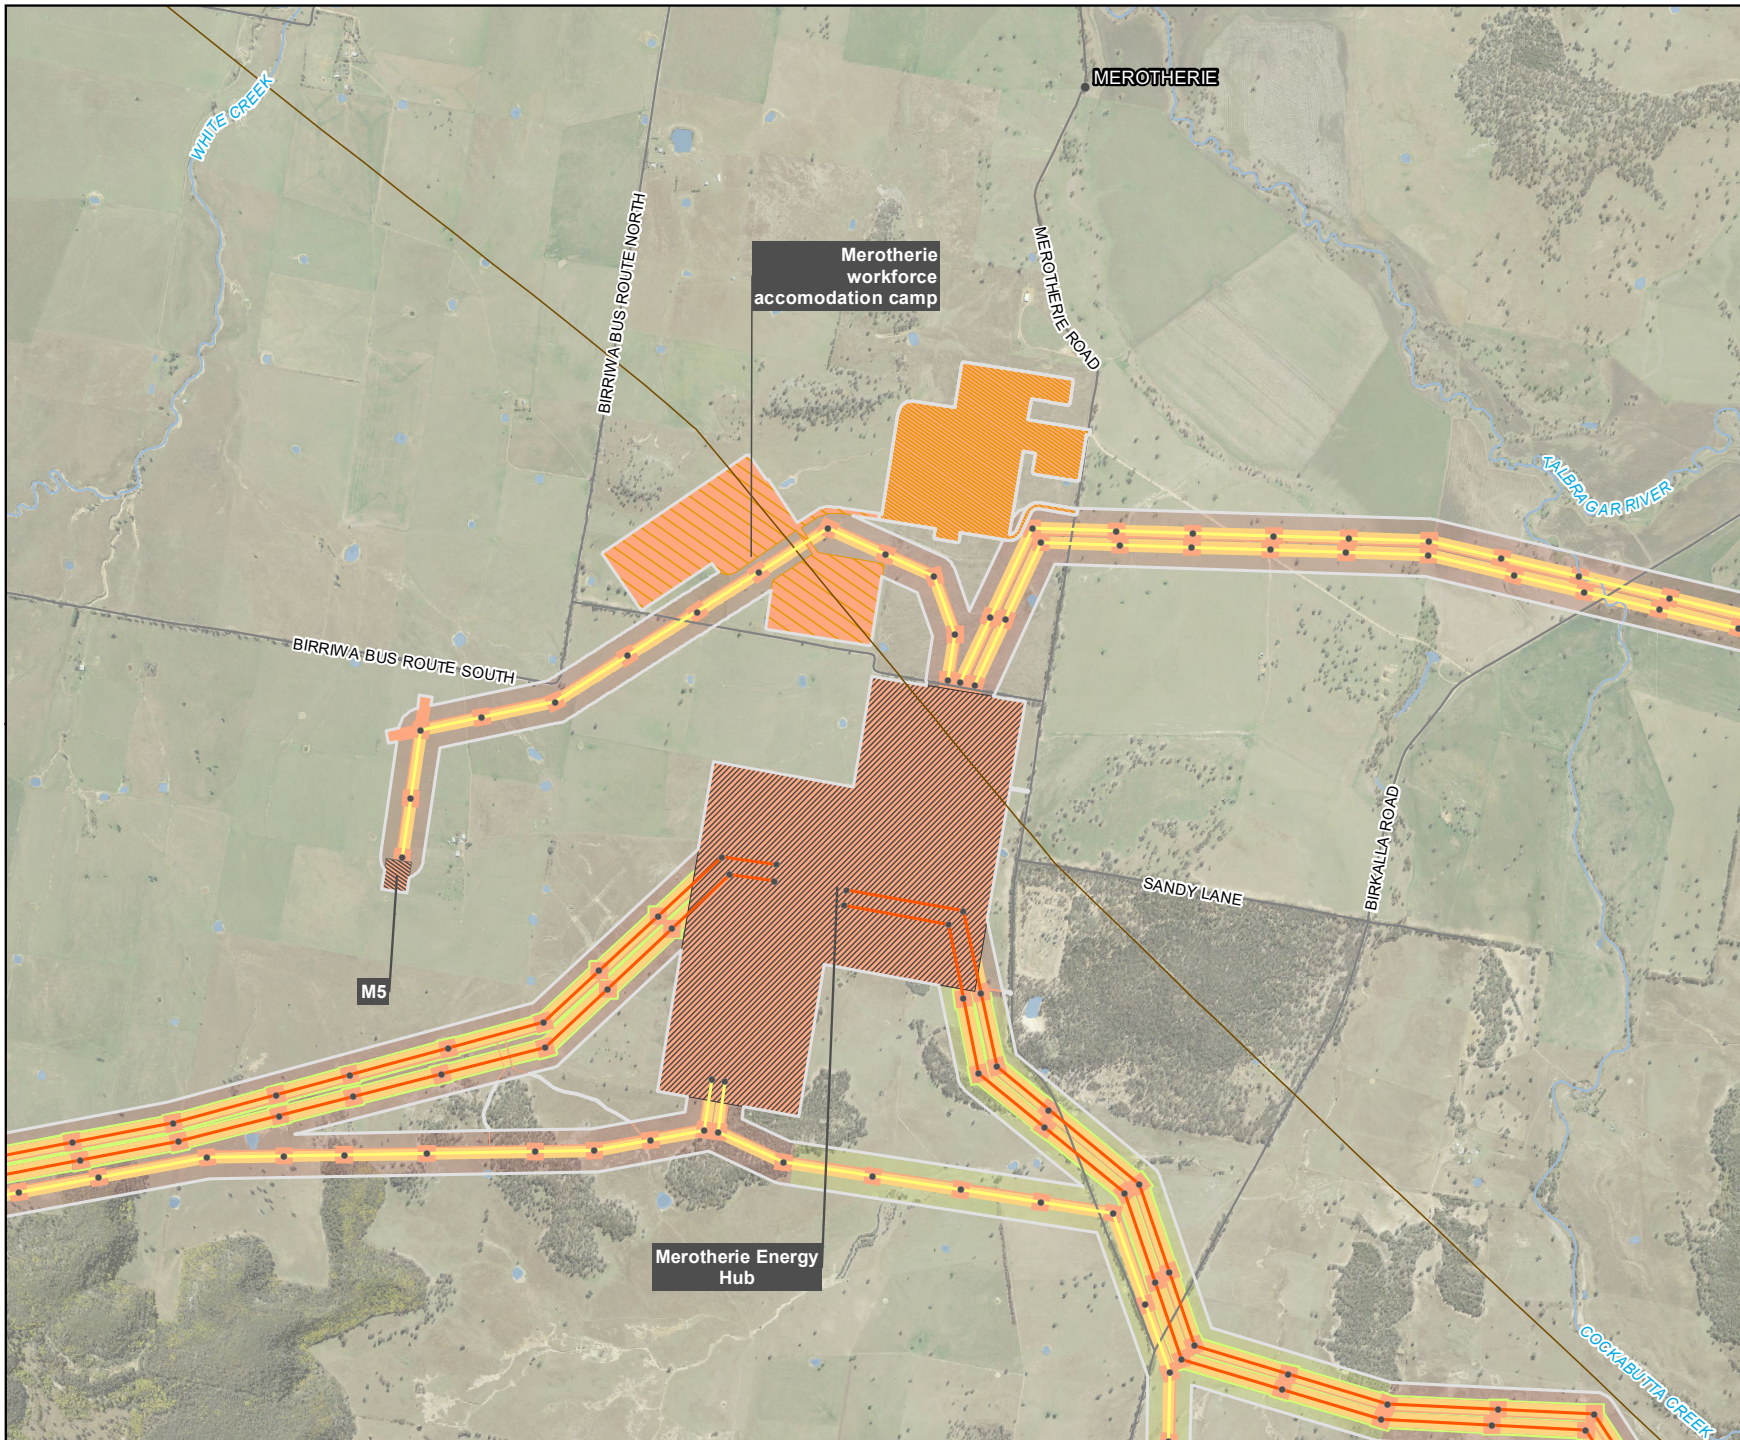 MEROTHERIE
WHITE CREEK
BIRRIWA BUS ROUTE NORTH
MEROTHERIE ROAD
Merotherie
workforce
accomodation camp
TALBRAGAR RIVER
BIRRIWA BUS ROUTE SOUTH
BIRKALLA ROAD
SANDY LANE
M5
Merotherie Energy
Hub
COCKABUTTA CREEK